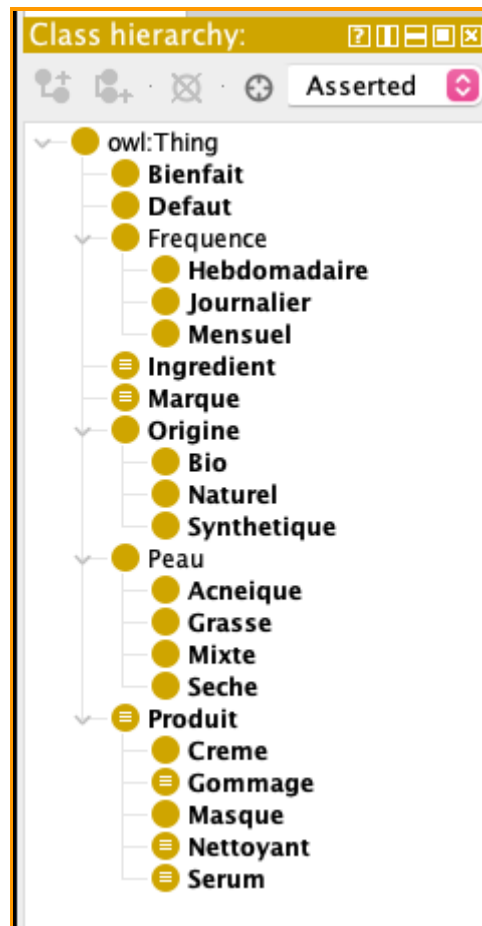 Class hierarchy:
Asserted
owl:Thing
Bienfait
Defaut
Frequence
Hebdomadaire
Journalier
Mensuel
Ingredient
Marque
Origine
Bio
Naturel
Synthetique
Peau
Acneique
Grasse
Mixte
Seche
Produit
Creme
Gommage
Masque
Nettoyant
Serum